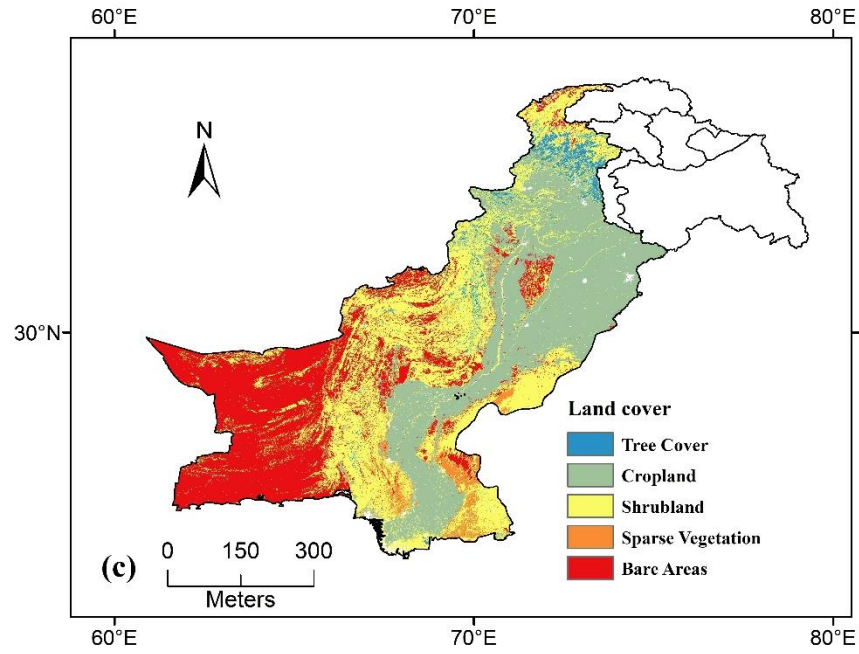 60°E 70°E 80°E
N
30°N 30°N
Land cover
Tree Cover
Cropland
Shrubland
Sparse Vegetation
Bare Areas
(c)
0 150 300
Meters
60°E 70°E 80°E